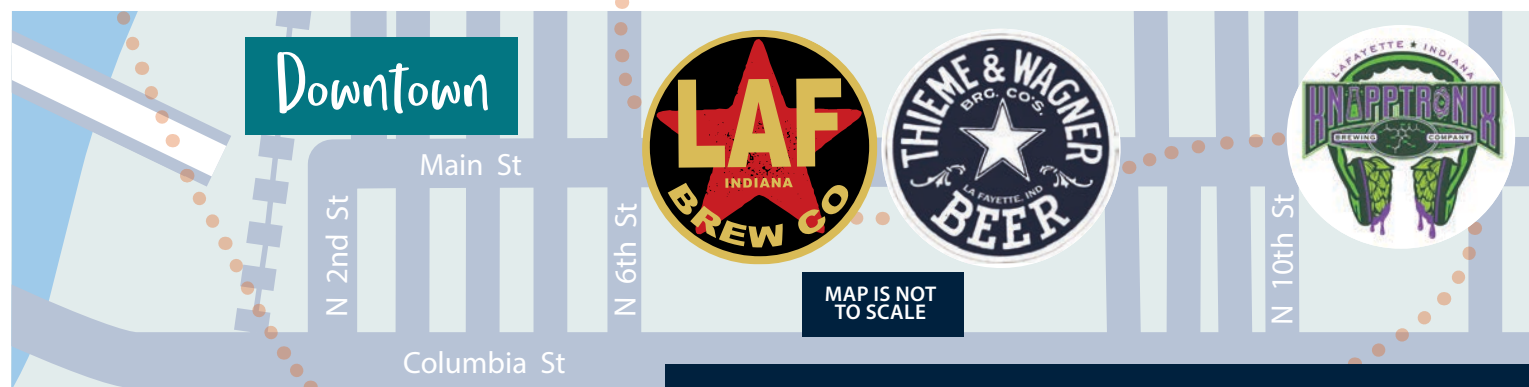 Downtown
Main St
N 2nd St
N 6th St
Columbia St
LAF
INDIANA
BREW CO
THIEME & WAGNER
BRG. CO'S.
LA FAYETTE, IND
BEER
MAP IS NOT
TO SCALE
N 10th St
LAFAYETTE ★ INDIANA
KNAPPTRONIX
BREWING COMPANY